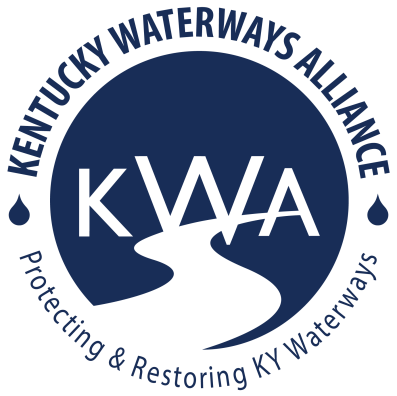 KENTUCKY WATERWAYS ALLIANCE
KWA
Protecting & Restoring KY Waterways